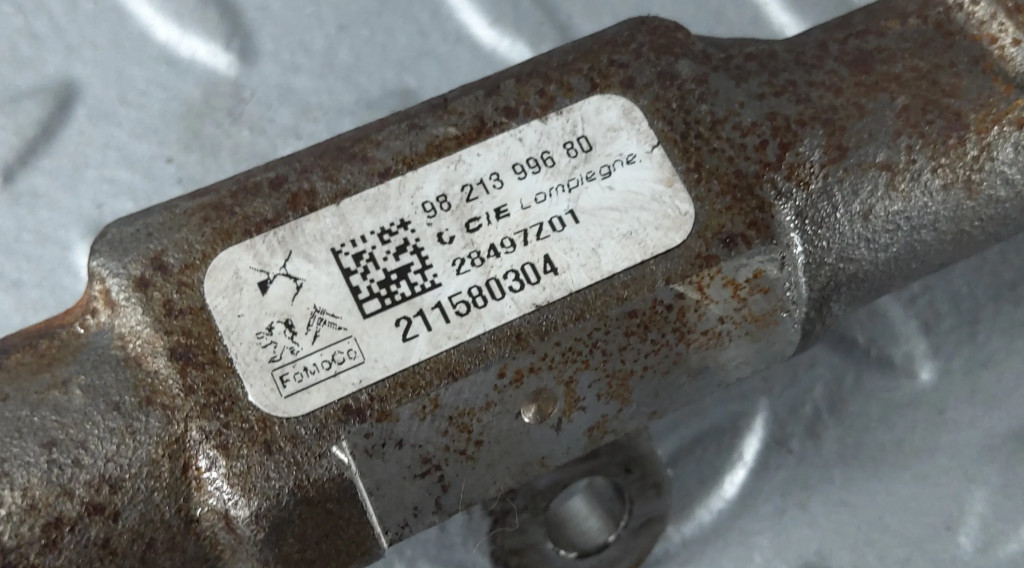 98 213 996 80
CIE Compiegne.
28497Z01
211580304
FoMoCo